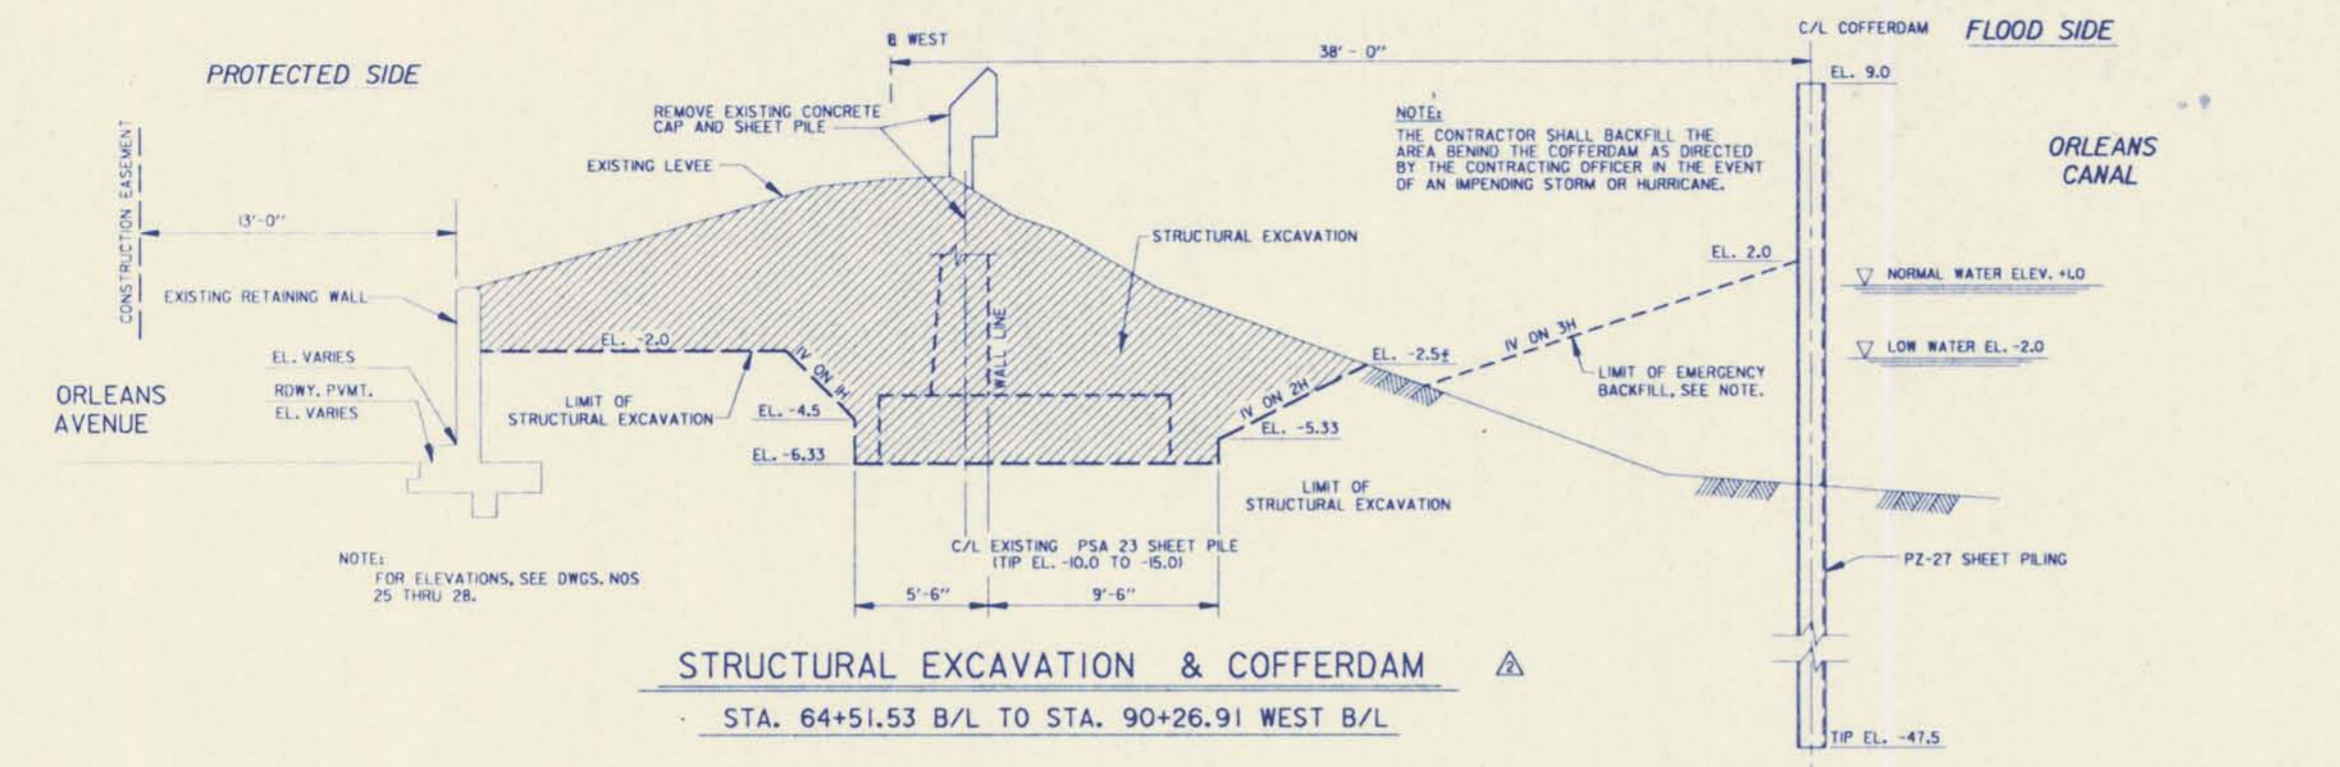 PROTECTED SIDE
B WEST
38' - 0"
C/L COFFERDAM
FLOOD SIDE
EL. 9.0
REMOVE EXISTING CONCRETE
CAP AND SHEET PILE
NOTE:
THE CONTRACTOR SHALL BACKFILL THE
AREA BENIND THE COFFERDAM AS DIRECTED
BY THE CONTRACTING OFFICER IN THE EVENT
OF AN IMPENDING STORM OR HURRICANE.
ORLEANS
CANAL
CONSTRUCTION EASEMENT
EXISTING LEVEE
13'-0"
STRUCTURAL EXCAVATION
EL. 2.0
NORMAL WATER ELEV. +1.0
EXISTING RETAINING WALL
WALL LINE
EL. -2.0
1V ON 1H
1V ON 3H
LOW WATER EL. -2.0
EL. VARIES
RDWY. PVMT.
EL. VARIES
EL. -2.5±
LIMIT OF EMERGENCY
BACKFILL, SEE NOTE.
ORLEANS
AVENUE
LIMIT OF
STRUCTURAL EXCAVATION
EL. -4.5
1V ON 2H
EL. -5.33
EL. -6.33
LIMIT OF
STRUCTURAL EXCAVATION
C/L EXISTING PSA 23 SHEET PILE
(TIP EL. -10.0 TO -15.0)
NOTE:
FOR ELEVATIONS, SEE DWGS. NOS
25 THRU 28.
PZ-27 SHEET PILING
5'-6"
9'-6"
STRUCTURAL EXCAVATION & COFFERDAM
2
STA. 64+51.53 B/L TO STA. 90+26.91 WEST B/L
TIP EL. -47.5